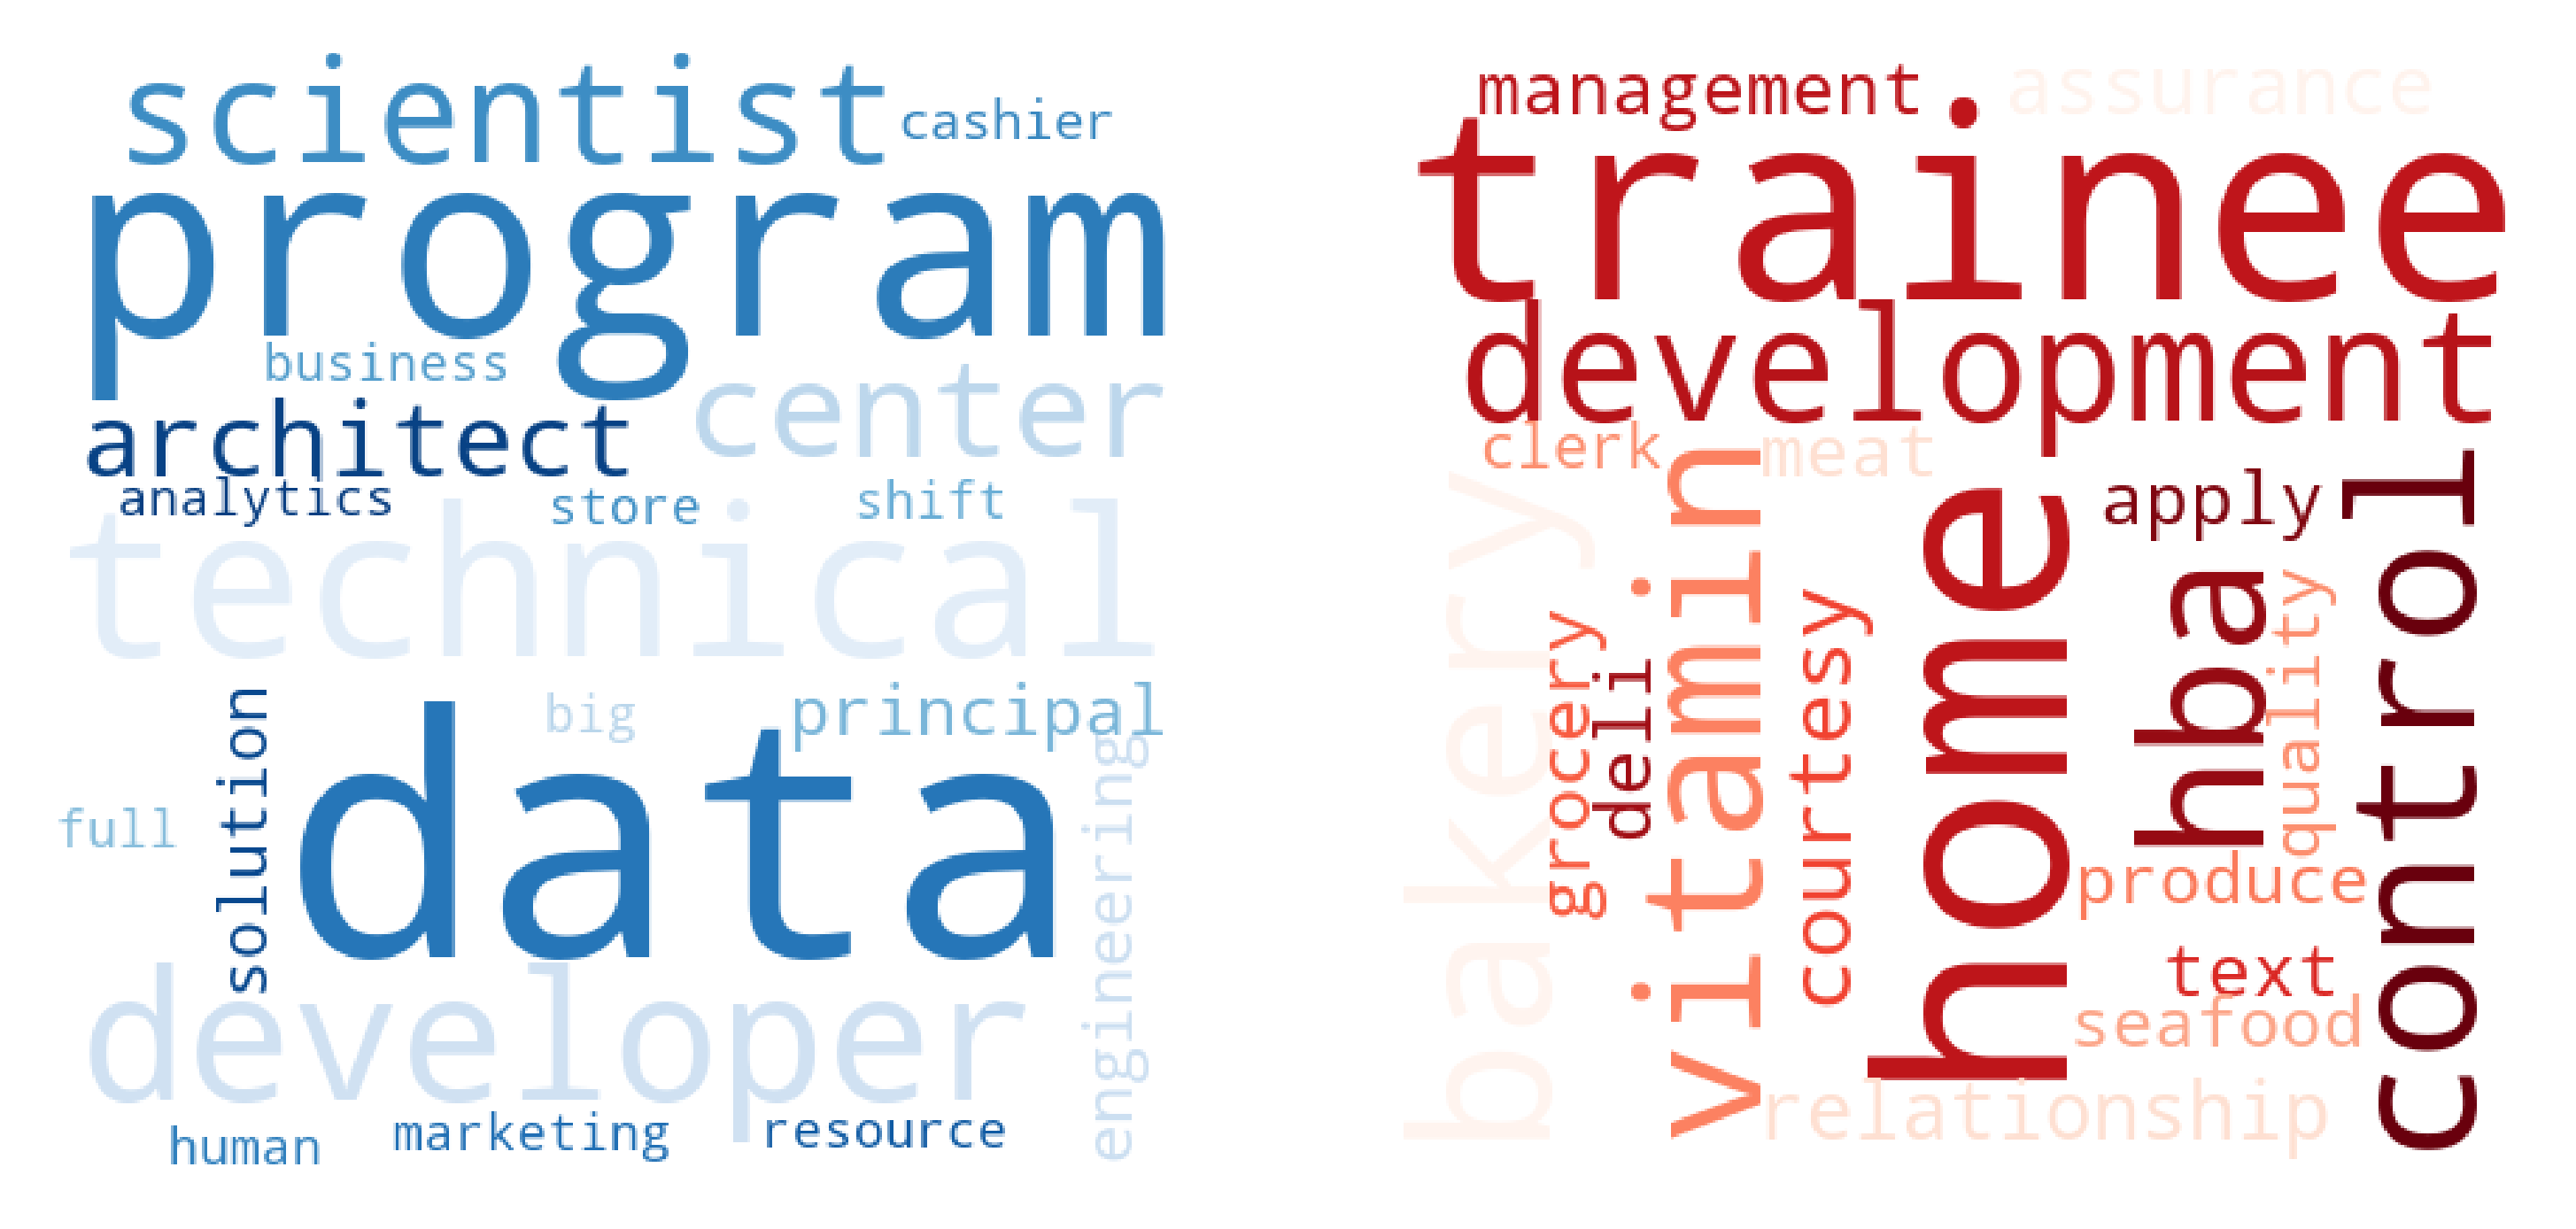 scientist
cashier
program
business
center
architect
analytics
store
shift
technical
solution
big
principal
full
data
engineering
developer
human
marketing
resource
management
assurance
trainee
development
clerk
meat
bakery
grocery
deli
vitamin
courtesy
home
apply
hba
quality
control
produce
text
seafood
relationship